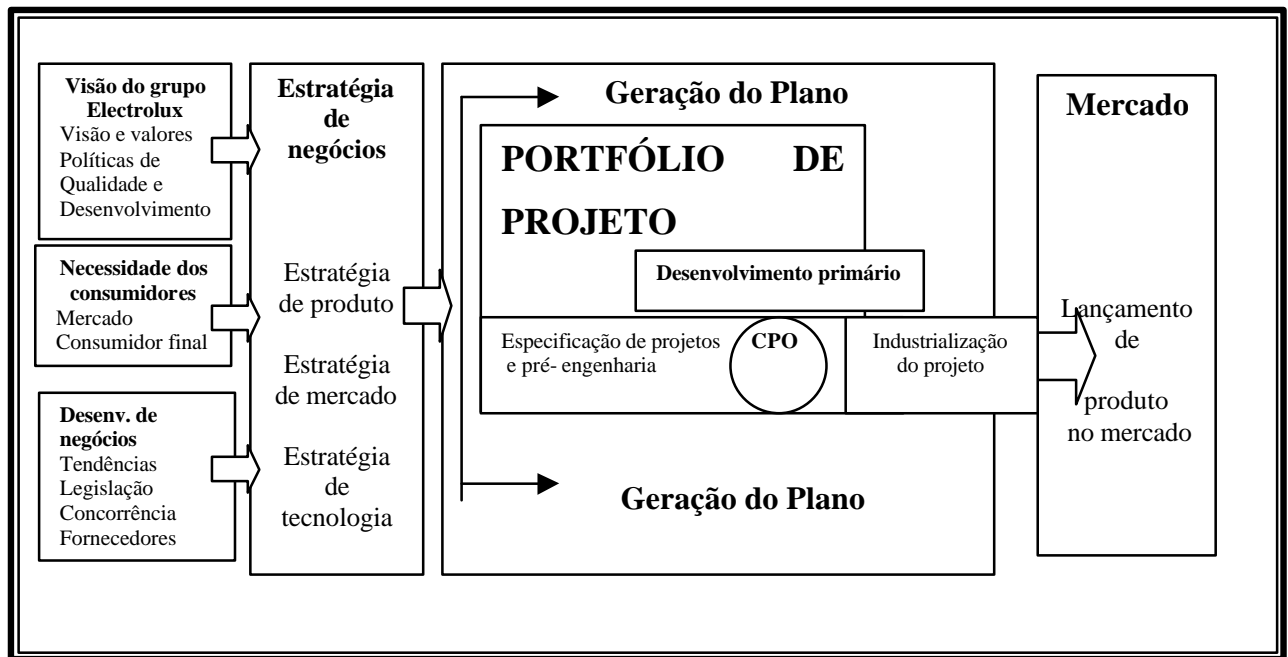 Visão do grupo
Electrolux
Visão e valores
Políticas de
Qualidade e
Desenvolvimento
Necessidade dos
consumidores
Mercado
Consumidor final
Desenv. de
negócios
Tendências
Legislação
Concorrência
Fornecedores
Estratégia
de
negócios
Estratégia
de produto
Estratégia
de mercado
Estratégia
de
tecnologia
Geração do Plano
PORTFÓLIO DE
PROJETO
Desenvolvimento primário
Especificação de projetos
e pré- engenharia
CPO
Industrialização
do projeto
Geração do Plano
Mercado
Lançamento
de
produto
no mercado